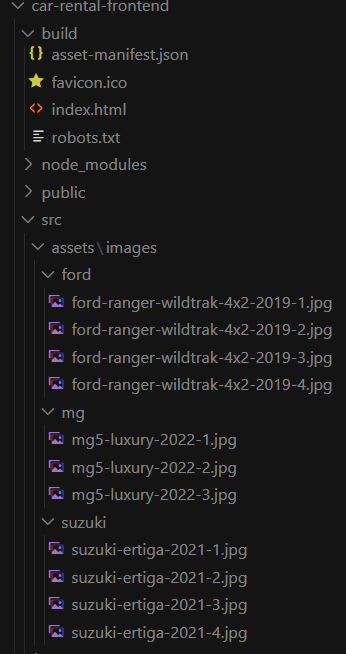 car-rental-frontend
build
asset-manifest.json
favicon.ico
index.html
robots.txt
node_modules
public
src
assets\images
ford
ford-ranger-wildtrak-4x2-2019-1.jpg
ford-ranger-wildtrak-4x2-2019-2.jpg
ford-ranger-wildtrak-4x2-2019-3.jpg
ford-ranger-wildtrak-4x2-2019-4.jpg
mg
mg5-luxury-2022-1.jpg
mg5-luxury-2022-2.jpg
mg5-luxury-2022-3.jpg
suzuki
suzuki-ertiga-2021-1.jpg
suzuki-ertiga-2021-2.jpg
suzuki-ertiga-2021-3.jpg
suzuki-ertiga-2021-4.jpg